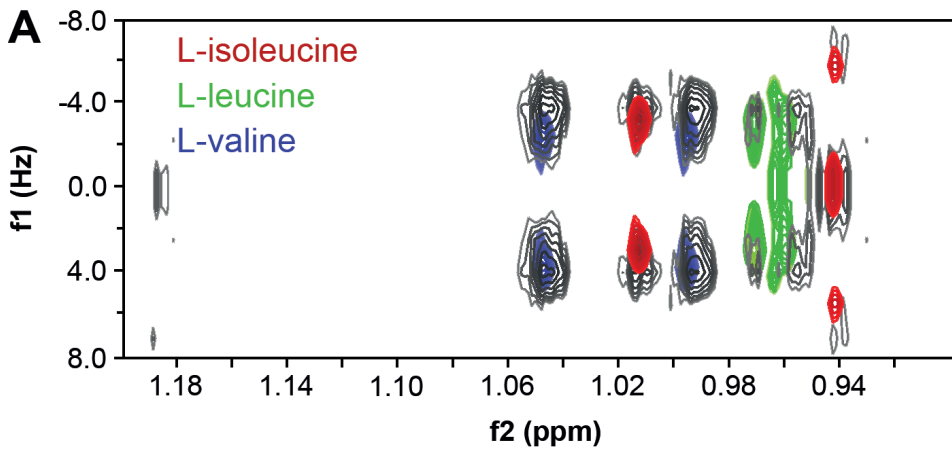 A
L-isoleucine
L-leucine
L-valine
f1 (Hz)
-8.0
-4.0
0.0
4.0
8.0
1.18
1.14
1.10
1.06
1.02
0.98
0.94
f2 (ppm)